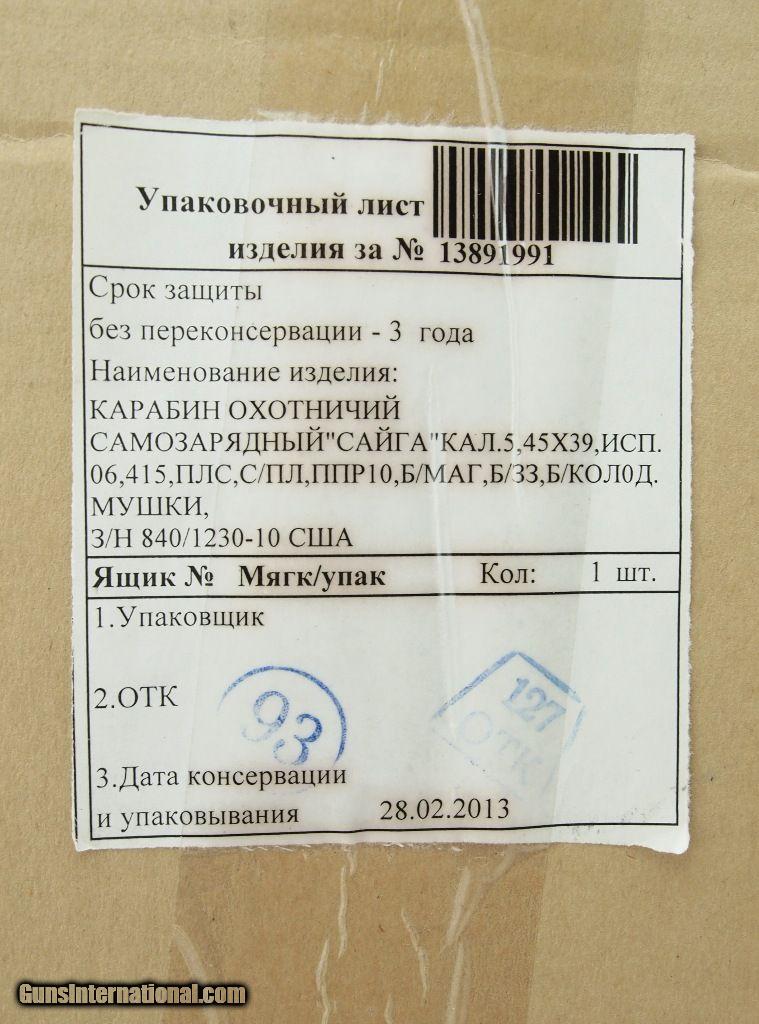 Упаковочный лист
изделия за № 13891991
Срок защиты
без переконсервации - 3 года
Наименование изделия:
КАРАБИН ОХОТНИЧИЙ
САМОЗАРЯДНЫЙ"САЙГА"КАЛ.5,45Х39,ИСП.
06,415,ПЛС,С/ПЛ,ППР10,Б/МАГ,Б/ЗЗ,Б/КОЛ0Д.
МУШКИ,
З/Н 840/1230-10 США
Ящик № Мягк/упак Кол: 1 шт.
1.Упаковщик
93
127
2.ОТК
ОТК
3.Дата консервации
и упаковывания 28.02.2013
GunsInternational.com